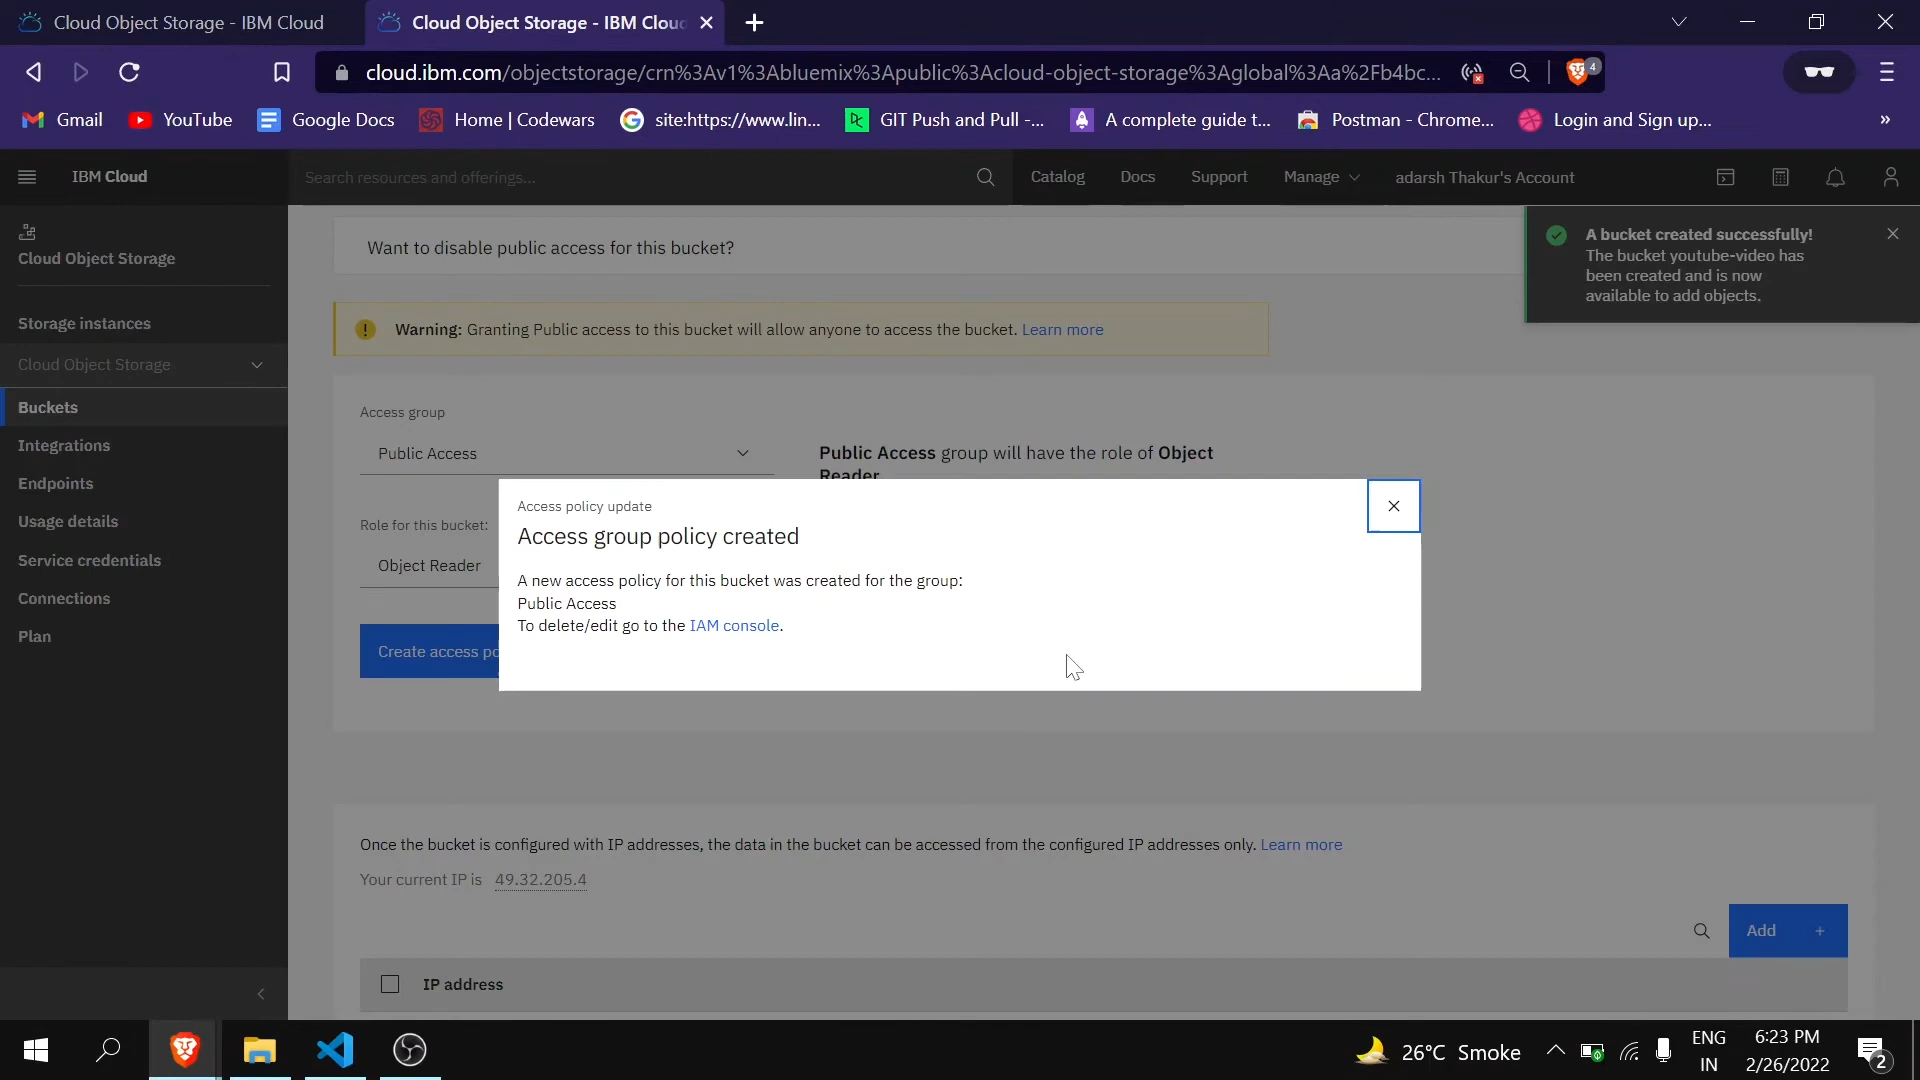 Cloud Object Storage - IBM Cloud
Cloud Object Storage - IBM Clou
cloud.ibm.com/objectstorage/crn%3Av1%3Abluemix%3Apublic%3Acloud-object-storage%3Aglobal%3Aa%2Fb4bc...
4
Gmail
YouTube
Google Docs
Home | Codewars
site:https://www.lin...
GIT Push and Pull -...
A complete guide t...
Postman - Chrome...
Login and Sign up...
»
IBM Cloud
Search resources and offerings...
Catalog
Docs
Support
Manage
adarsh Thakur's Account
Cloud Object Storage
Storage instances
Cloud Object Storage
Buckets
Integrations
Endpoints
Usage details
Service credentials
Connections
Plan
Want to disable public access for this bucket?
A bucket created successfully!
The bucket youtube-video has
been created and is now
available to add objects.
Warning: Granting Public access to this bucket will allow anyone to access the bucket. Learn more
Access group
Public Access
Public Access group will have the role of Object
Reader
Role for this bucket:
Object Reader
Create access po
Access policy update
Access group policy created
A new access policy for this bucket was created for the group:
Public Access
To delete/edit go to the IAM console.
Once the bucket is configured with IP addresses, the data in the bucket can be accessed from the configured IP addresses only. Learn more
Your current IP is 49.32.205.4
Add +
IP address
26°C Smoke
ENG
IN
6:23 PM
2/26/2022
2